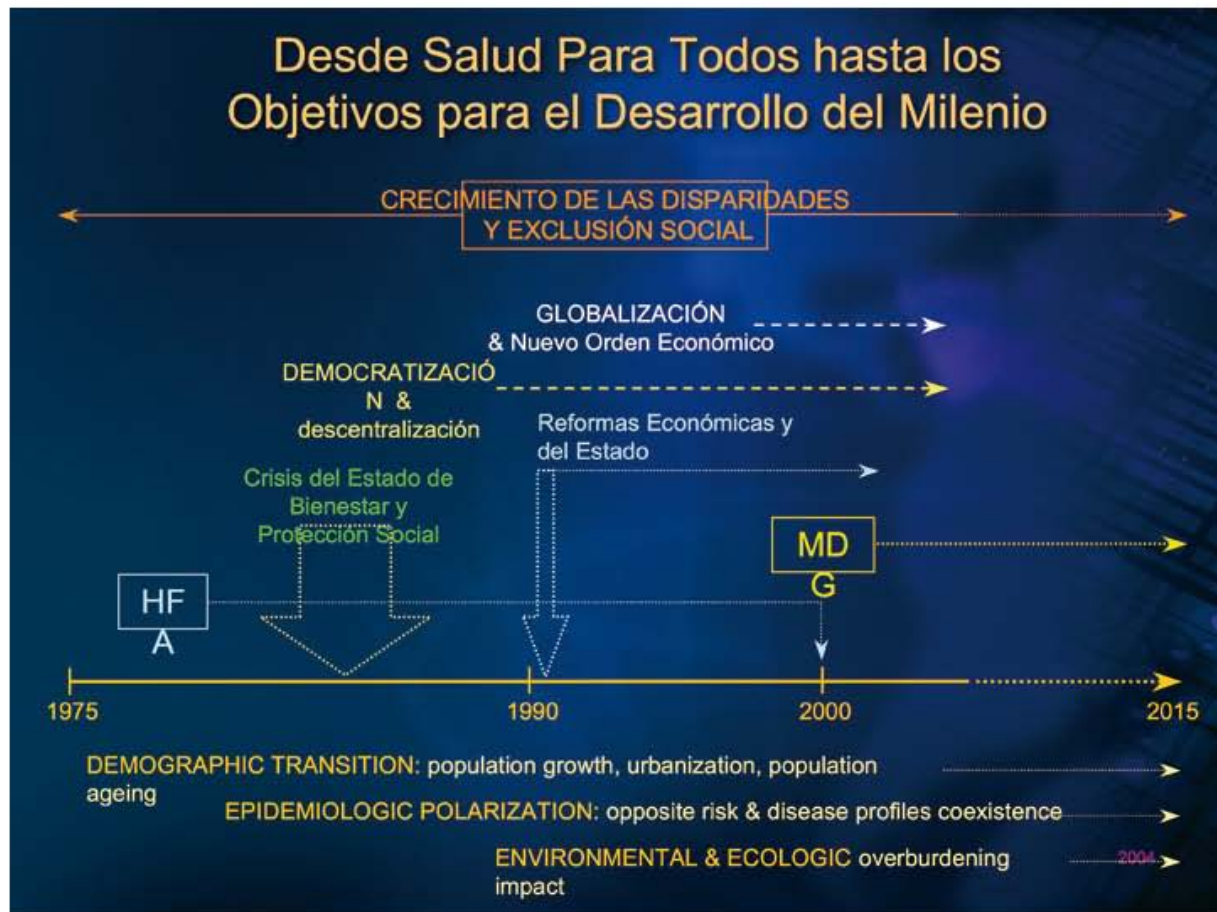 Desde Salud Para Todos hasta los
Objetivos para el Desarrollo del Milenio
CRECIMIENTO DE LAS DISPARIDADES
Y EXCLUSIÓN SOCIAL
GLOBALIZACIÓN
& Nuevo Orden Económico
DEMOCRATIZACIÓ
N &
descentralización
Reformas Económicas y
del Estado
Crisis del Estado de
Bienestar y
Protección Social
MD
G
HF
A
1975
1990
2000
2015
DEMOGRAPHIC TRANSITION: population growth, urbanization, population
ageing
EPIDEMIOLOGIC POLARIZATION: opposite risk & disease profiles coexistence
ENVIRONMENTAL & ECOLOGIC overburdening
impact
2004